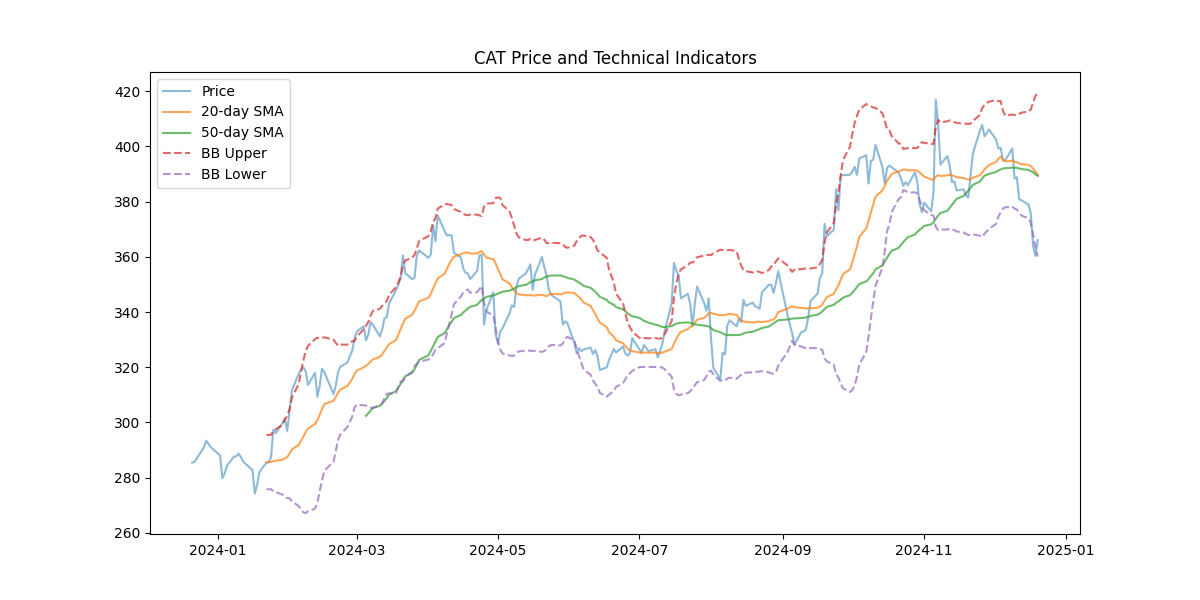 CAT Price and Technical Indicators
Price
20-day SMA
50-day SMA
BB Upper
BB Lower
420
400
380
360
340
320
300
280
260
2024-01
2024-03
2024-05
2024-07
2024-09
2024-11
2025-01